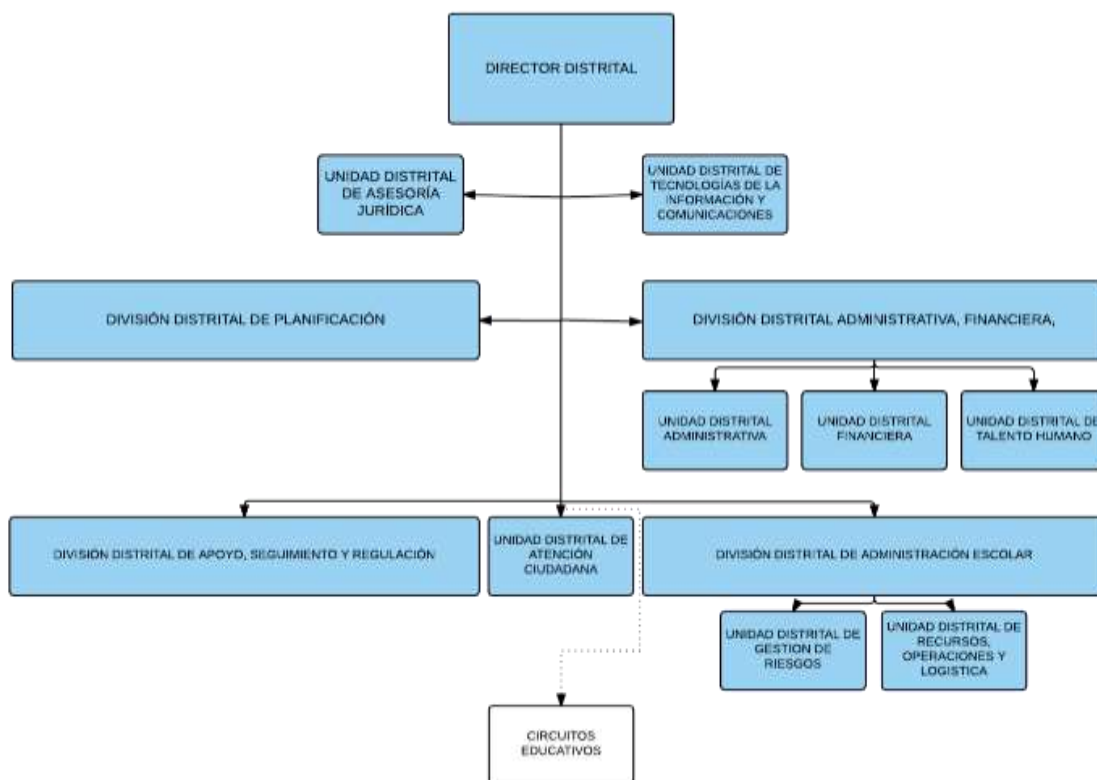 DIRECTOR DISTRITAL
UNIDAD DISTRITAL
DE ASESORÍA
JURÍDICA
UNIDAD DISTRITAL DE
TECNOLOGÍAS DE LA
INFORMACIÓN Y
COMUNICACIONES
DIVISIÓN DISTRITAL DE PLANIFICACIÓN
DIVISIÓN DISTRITAL ADMINISTRATIVA, FINANCIERA,
UNIDAD DISTRITAL
ADMINISTRATIVA
UNIDAD DISTRITAL
FINANCIERA
UNIDAD DISTRITAL DE
TALENTO HUMANO
DIVISIÓN DISTRITAL DE APOYO, SEGUIMIENTO Y REGULACIÓN
UNIDAD DISTRITAL DE
ATENCIÓN
CIUDADANA
DIVISIÓN DISTRITAL DE ADMINISTRACIÓN ESCOLAR
UNIDAD DISTRITAL DE
GESTION DE
RIESGOS
UNIDAD DISTRITAL DE
RECURSOS,
OPERACIONES Y
LOGISTICA
CIRCUITOS
EDUCATIVOS